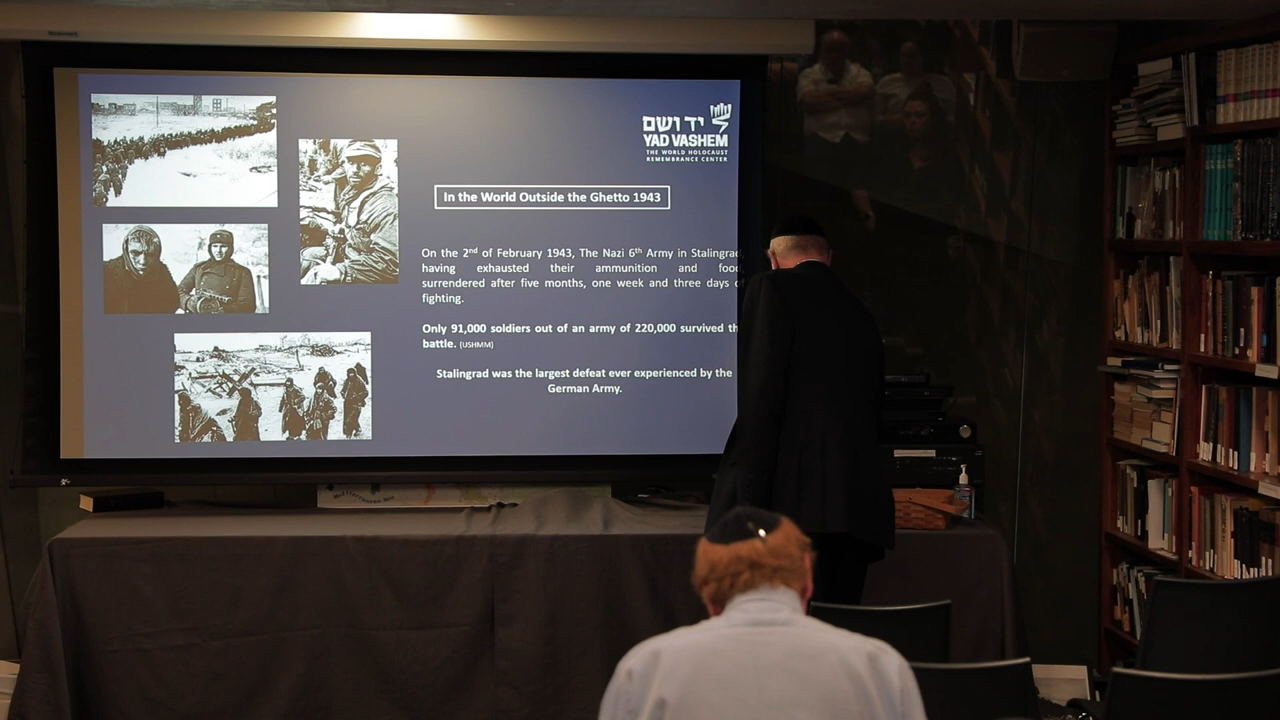 יד ושם
YAD VASHEM
THE WORLD HOLOCAUST
REMEMBRANCE CENTER
In the World Outside the Ghetto 1943
On the 2nd of February 1943, The Nazi 6th Army in Stalingrad,
having exhausted their ammunition and food
surrendered after five months, one week and three days
fighting.
Only 91,000 soldiers out of an army of 220,000 survived
battle. (USHMM)
Stalingrad was the largest defeat ever experienced by the
German Army.
Mediterranean